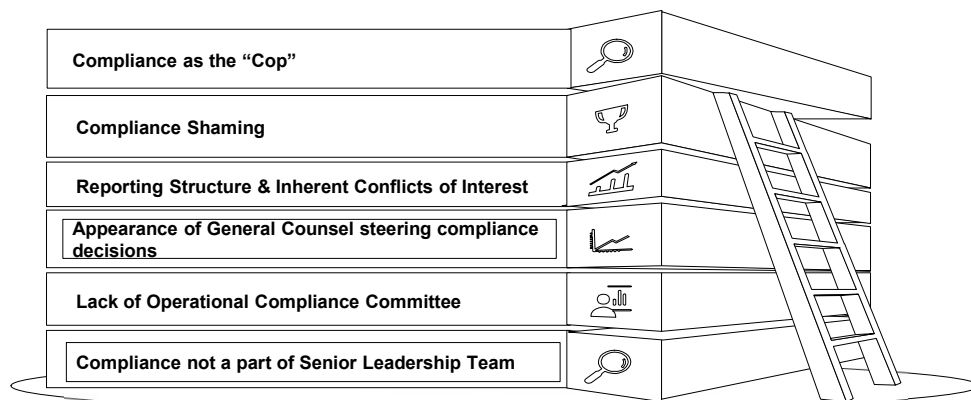 Compliance as the “Cop”
Compliance Shaming
Reporting Structure & Inherent Conflicts of Interest
Appearance of General Counsel steering compliance
decisions
Lack of Operational Compliance Committee
Compliance not a part of Senior Leadership Team